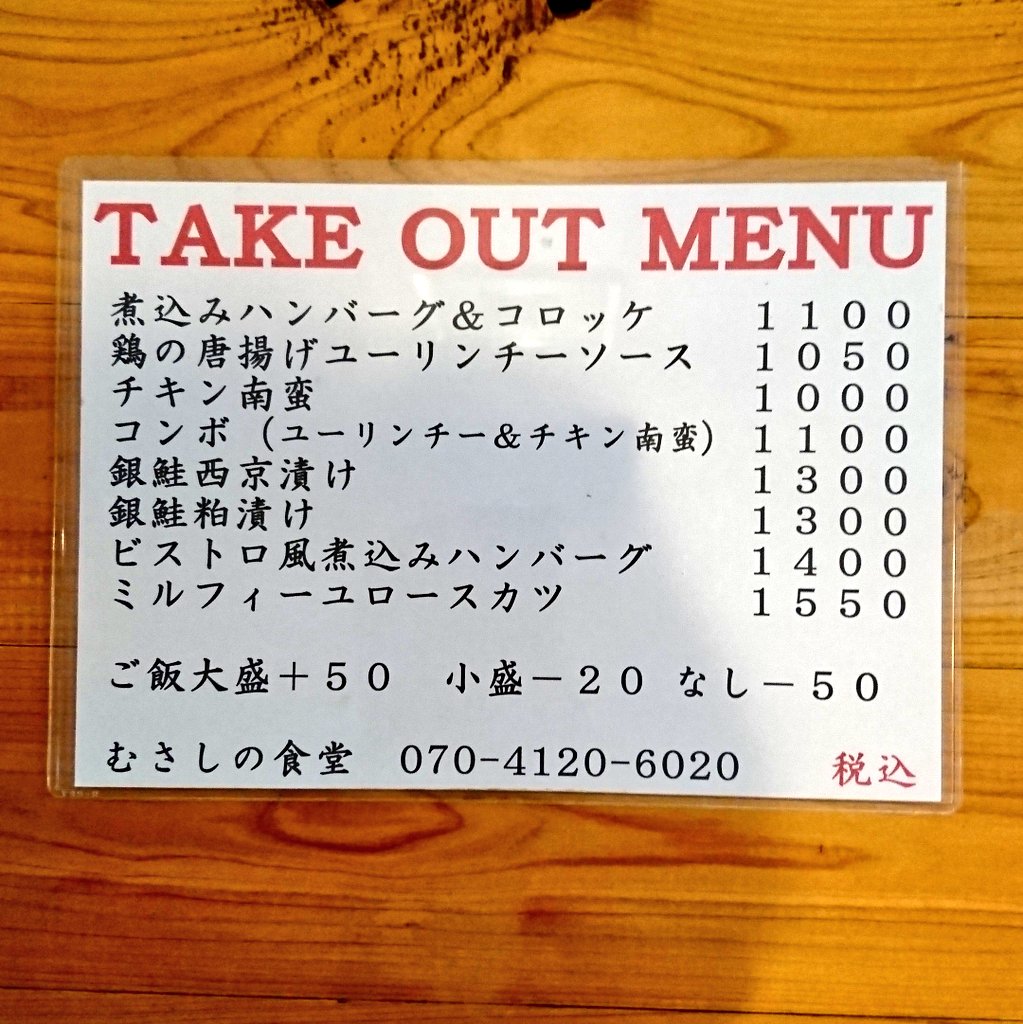 TAKE OUT MENU
煮込みハンバーグ&コロッケ 1100
鶏の唐揚げユーリンチーソース 1050
チキン南蛮 1000
コンボ(ユーリンチー&チキン南蛮) 1100
銀鮭西京漬け 1300
銀鮭粕漬け 1300
ビストロ風煮込みハンバーグ 1400
ミルフィーユロースカツ 1550
ご飯大盛+50 小盛-20 なし-50
むさしの食堂 070-4120-6020 税込